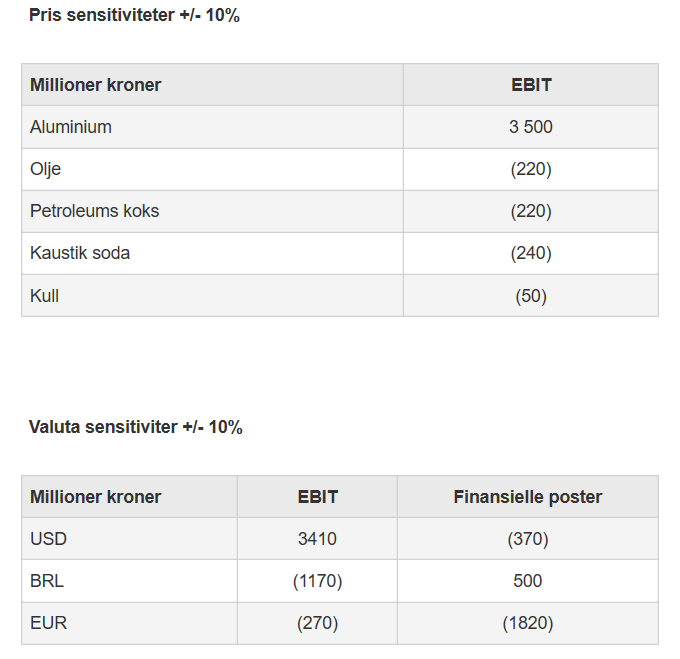 Pris sensitiviteter +/- 10%
Millioner kroner EBIT
Aluminium 3 500
Olje (220)
Petroleums koks (220)
Kaustik soda (240)
Kull (50)
Valuta sensitiviter +/- 10%
Millioner kroner EBIT Finansielle poster
USD 3410 (370)
BRL (1170) 500
EUR (270) (1820)